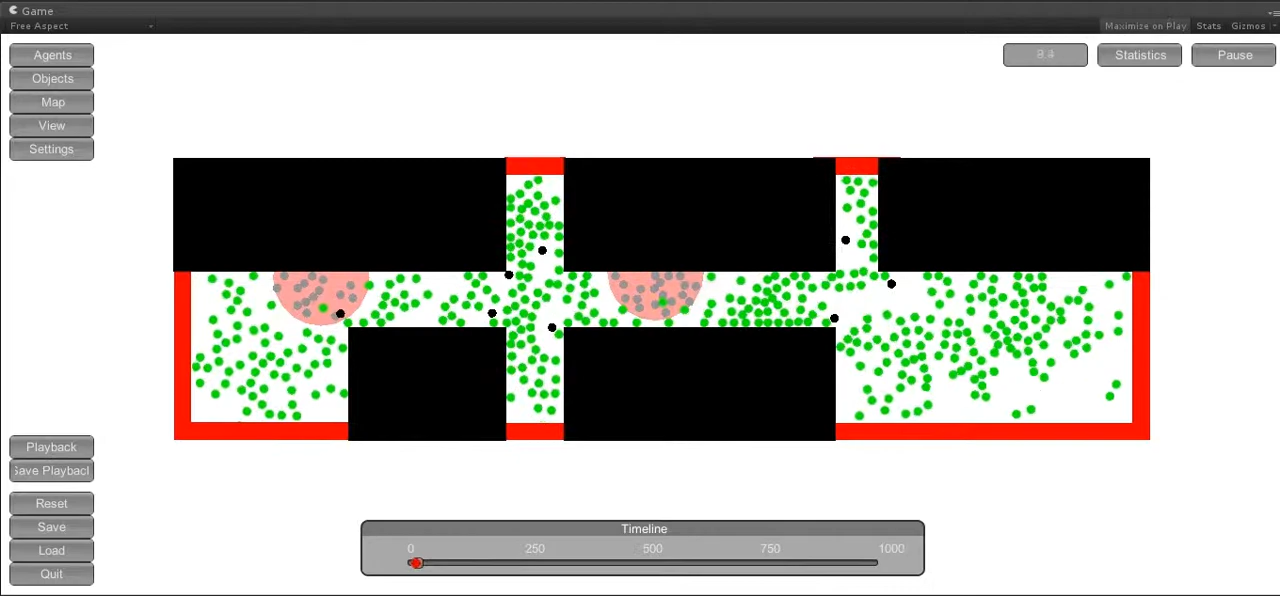 Game
Free Aspect
Maximize on Play Stats Gizmos
Agents
Objects
Map
View
Settings
Statistics Pause
Playback
Save Playback
Reset
Save
Load
Quit
Timeline
0 250 500 750 1000